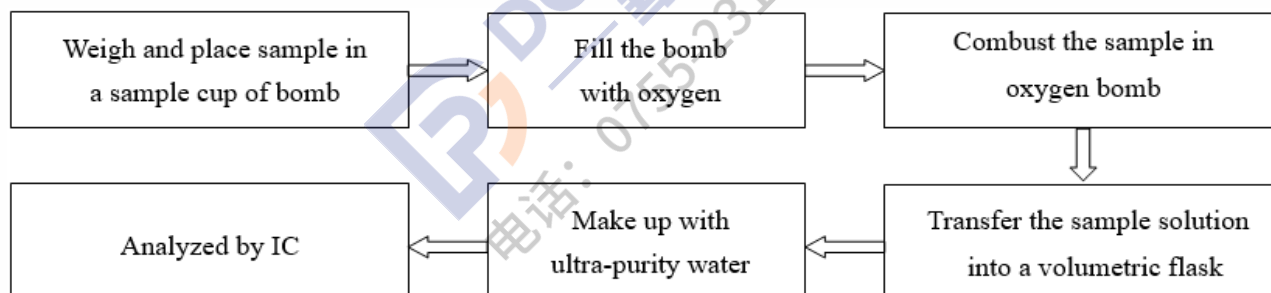 Weigh and place sample in
a sample cup of bomb
Fill the bomb
with oxygen
Combust the sample in
oxygen bomb
Transfer the sample solution
into a volumetric flask
Make up with
ultra-purity water
Analyzed by IC
电话: 0755-231